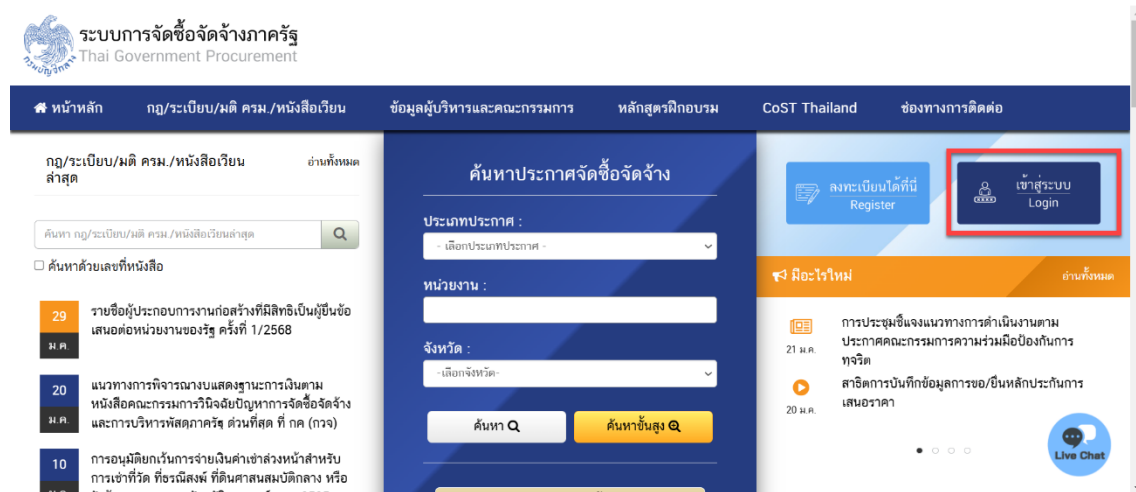 ระบบการจัดซื้อจัดจ้างภาครัฐ
Thai Government Procurement
กรมบัญชีกลาง
หน้าหลัก กฎ/ระเบียบ/มติ ครม./หนังสือเวียน ข้อมูลผู้บริหารและคณะกรรมการ หลักสูตรฝึกอบรม CoST Thailand ช่องทางการติดต่อ
กฎ/ระเบียบ/มติ ครม./หนังสือเวียน
ล่าสุด
อ่านทั้งหมด
ค้นหา กฎ/ระเบียบ/มติ ครม./หนังสือเวียนล่าสุด
ค้นหาด้วยเลขที่หนังสือ
29
ม.ค.
รายชื่อผู้ประกอบการงานก่อสร้างที่มีสิทธิเป็นผู้ยื่นข้อ
เสนอต่อหน่วยงานของรัฐ ครั้งที่ 1/2568
20
ม.ค.
แนวทางการพิจารณางบแสดงฐานะการเงินตาม
หนังสือคณะกรรมการวินิจฉัยปัญหาการจัดซื้อจัดจ้าง
และการบริหารพัสดุภาครัฐ ด่วนที่สุด ที่ กค (กวจ)
10
การอนุมัติยกเว้นการจ่ายเงินค่าเช่าล่วงหน้าสำหรับ
การเช่าที่วัด ที่ธรณีสงฆ์ ที่ดินศาสนสมบัติกลาง หรือ
ค้นหาประกาศจัดซื้อจัดจ้าง
ประเภทประกาศ :
- เลือกประเภทประกาศ -
หน่วยงาน :
จังหวัด :
-เลือกจังหวัด-
ค้นหา
ค้นหาขั้นสูง
ลงทะเบียนได้ที่นี่
Register
เข้าสู่ระบบ
Login
มีอะไรใหม่
อ่านทั้งหมด
21 ม.ค.
การประชุมชี้แจงแนวทางการดำเนินงานตาม
ประกาศคณะกรรมการความร่วมมือป้องกันการ
ทุจริต
20 ม.ค.
สาธิตการบันทึกข้อมูลการขอ/ยื่นหลักประกันการ
เสนอราคา
Live Chat